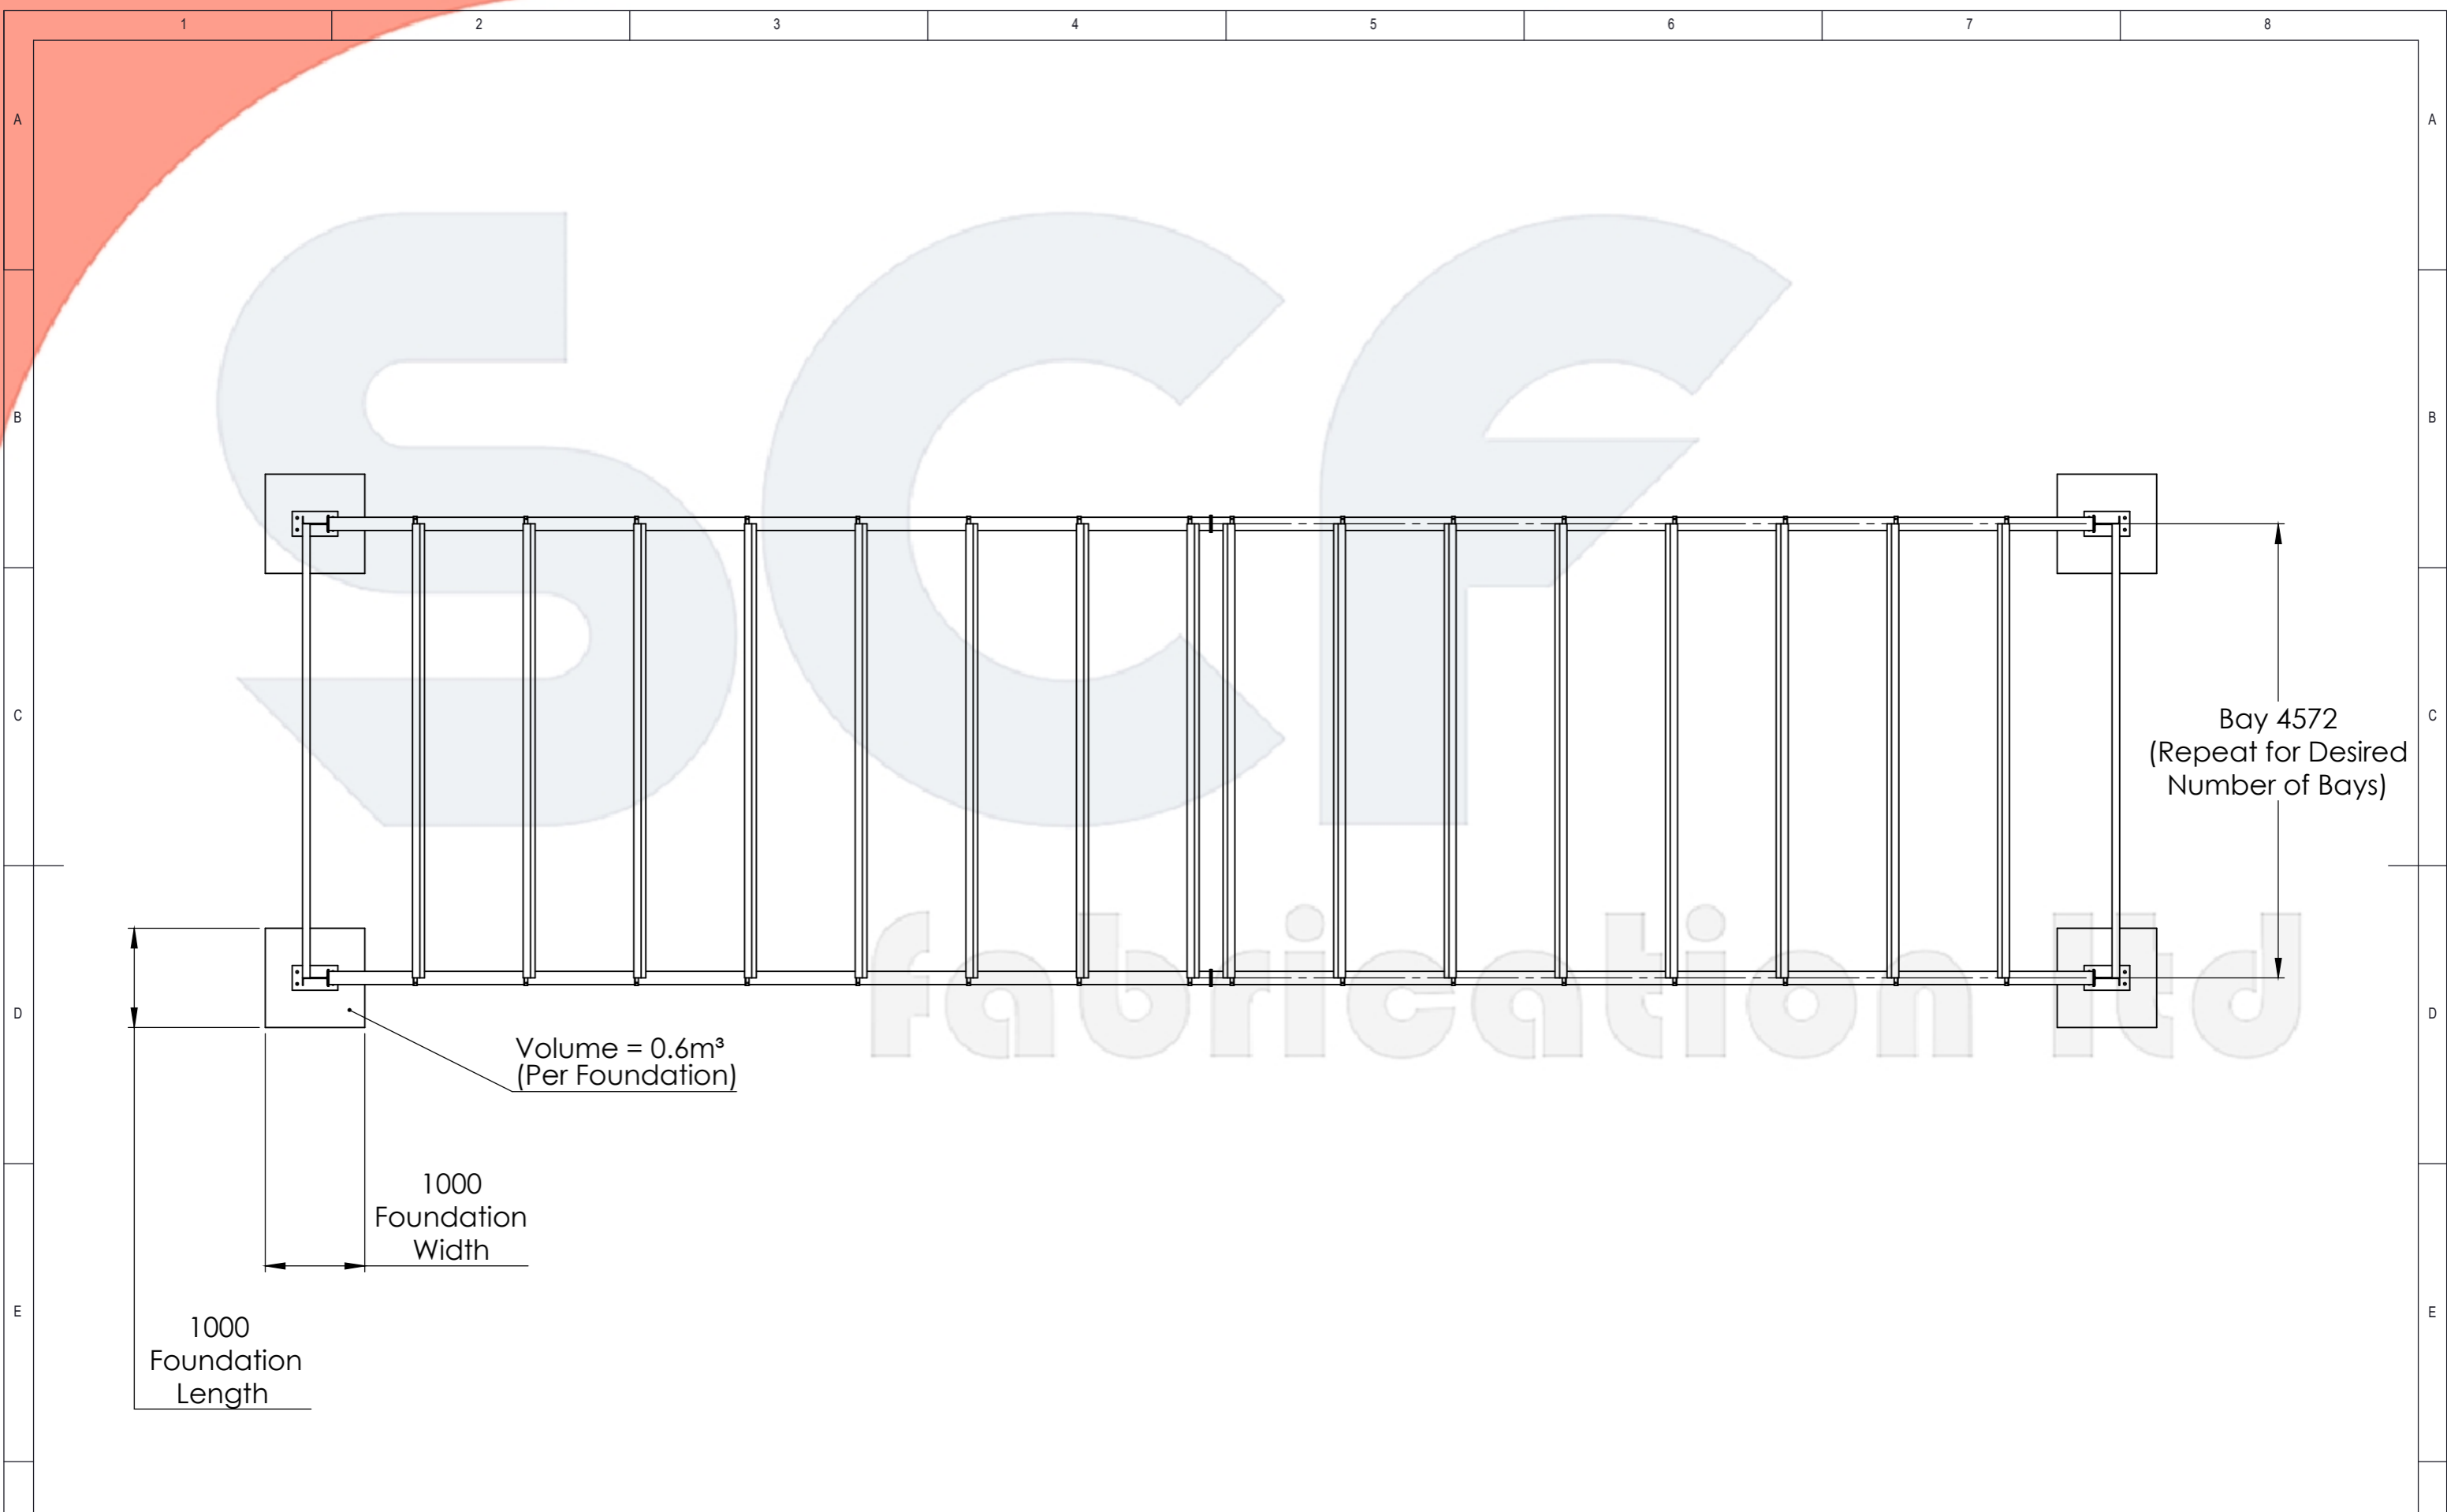 1 2 3 4 5 6 7 8
A A
B B
SCF
Bay 4572
(Repeat for Desired
Number of Bays)
C C
fabrication ltd
D D
Volume = 0.6m³
(Per Foundation)
1000
Foundation
Width
E E
1000
Foundation
Length